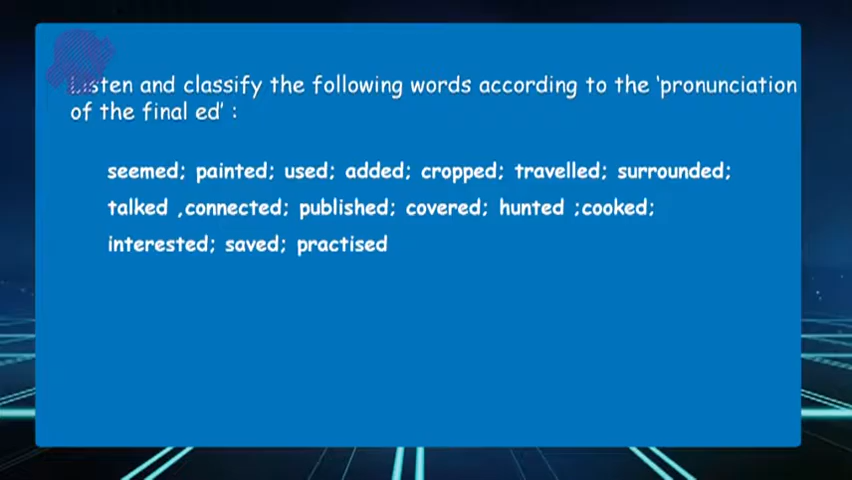 Listen and classify the following words according to the ‘pronunciation
of the final ed’ :
seemed; painted; used; added; cropped; travelled; surrounded;
talked ,connected; published; covered; hunted ;cooked;
interested; saved; practised